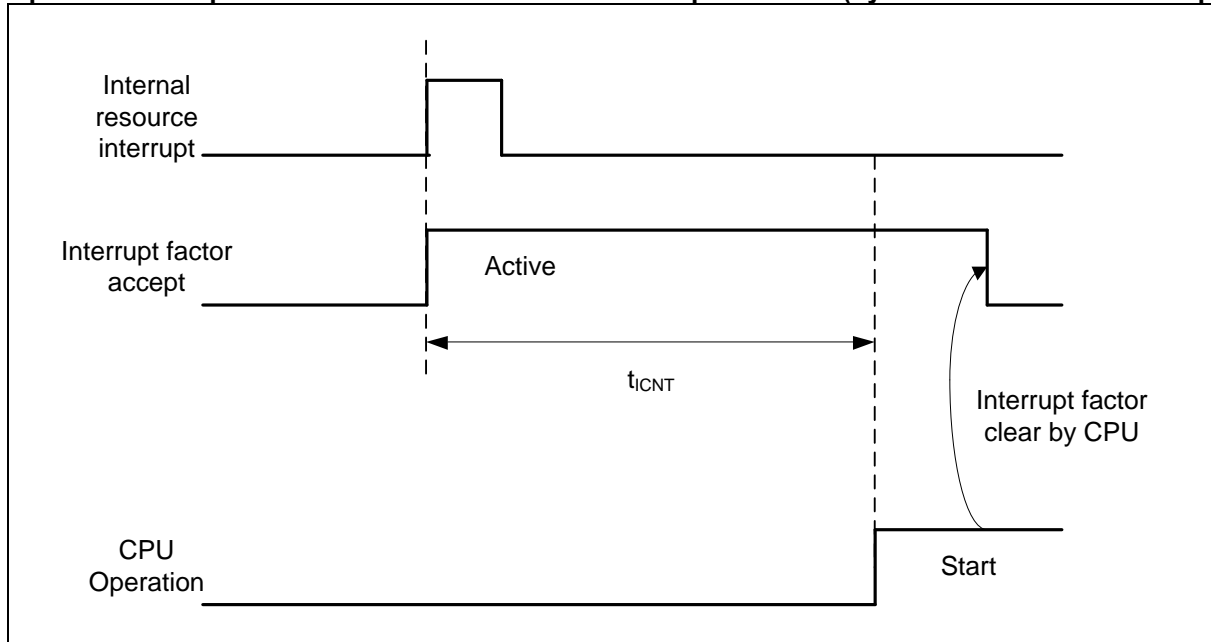 Internal
resource
interrupt
Interrupt factor
accept
Active
tICNT
Interrupt factor
clear by CPU
CPU
Operation
Start